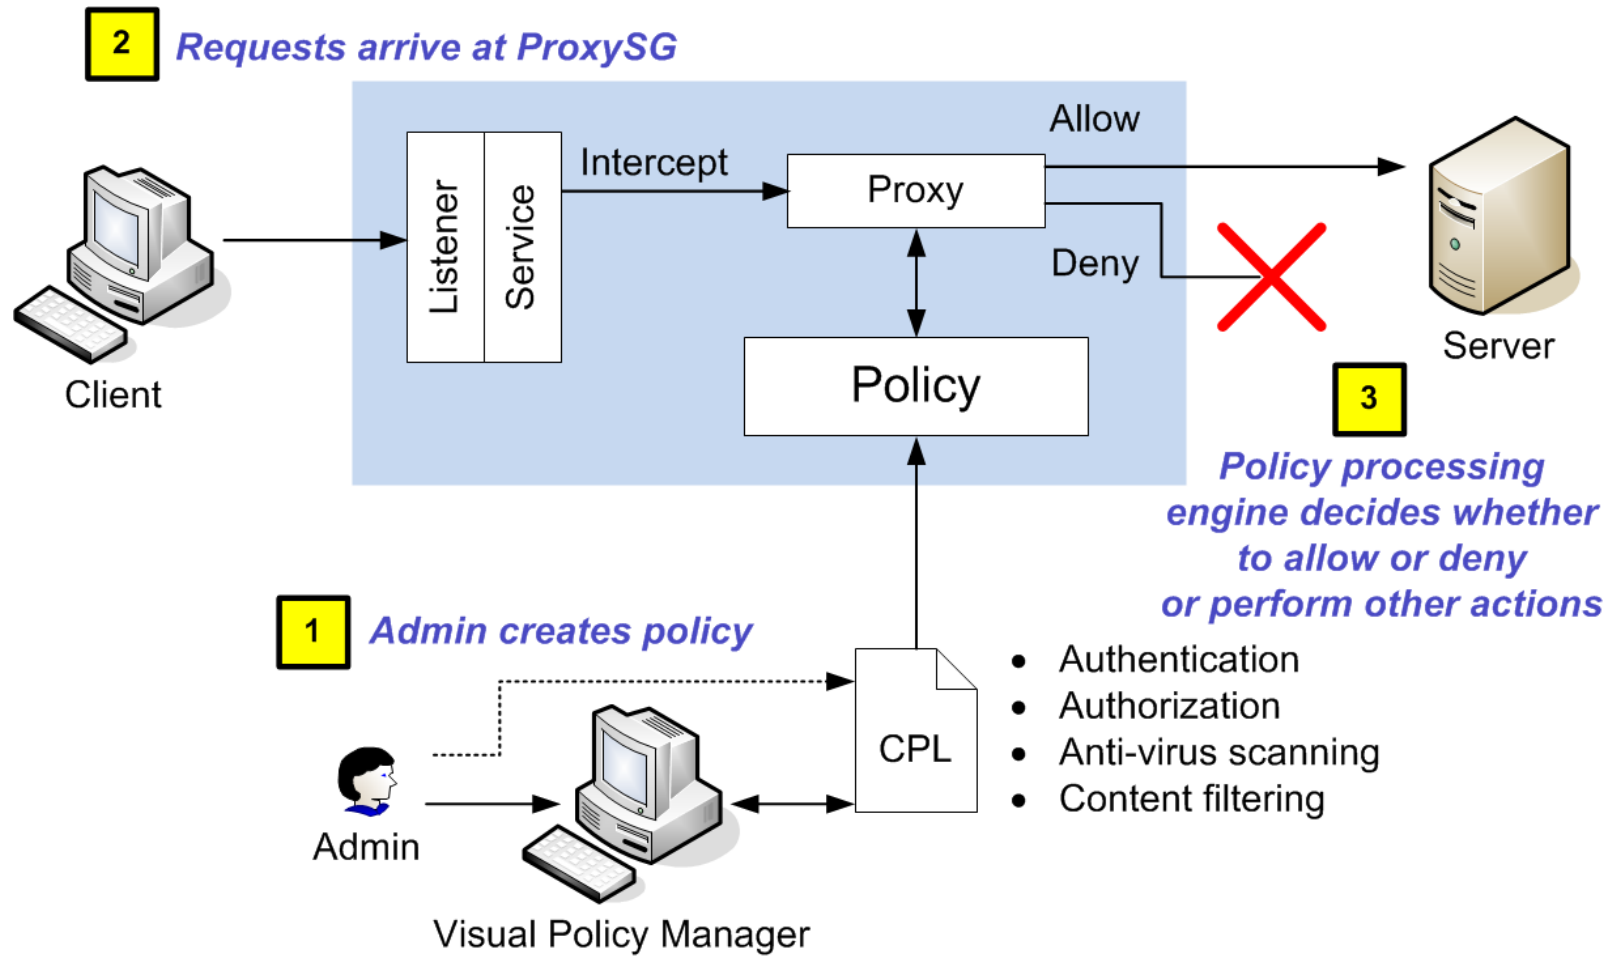 2
Requests arrive at ProxySG
Allow
Intercept
Proxy
Listener
Service
Deny
Server
Client
Policy
3
Policy processing
engine decides whether
to allow or deny
or perform other actions
1
Admin creates policy
• Authentication
• Authorization
• Anti-virus scanning
• Content filtering
CPL
Admin
Visual Policy Manager